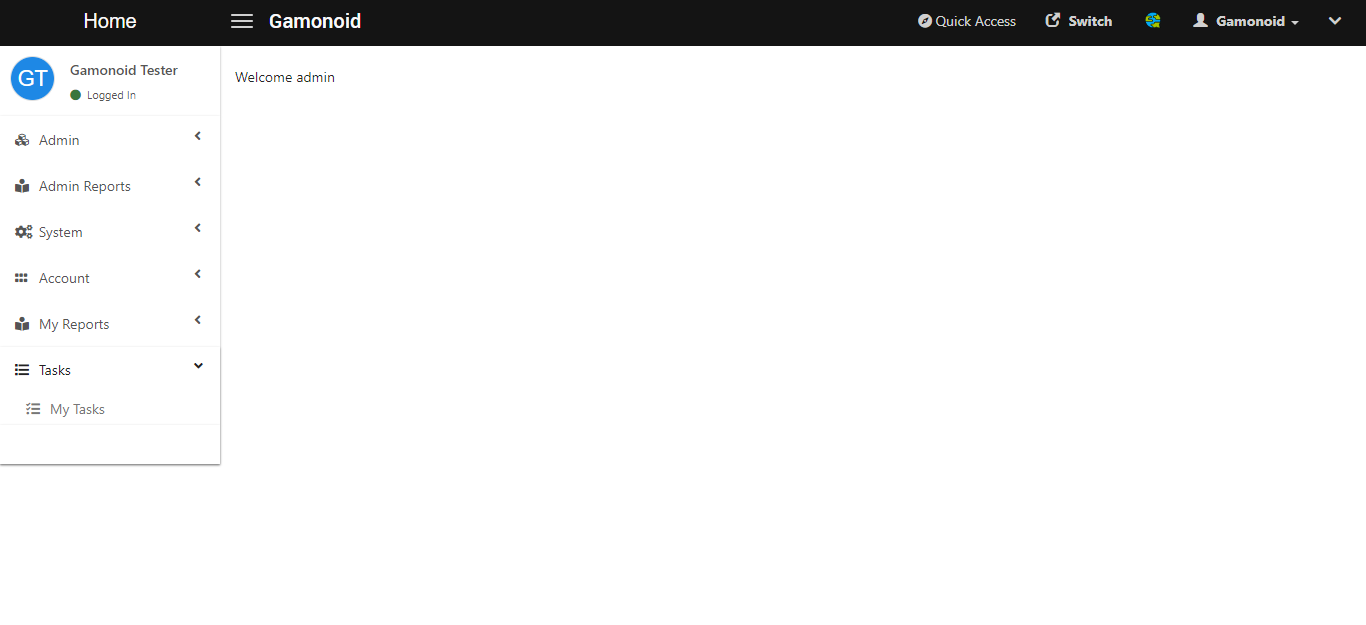 Home
Gamonoid
Quick Access
Switch
Gamonoid
GT
Gamonoid Tester
Logged In
Welcome admin
Admin
Admin Reports
System
Account
My Reports
Tasks
My Tasks